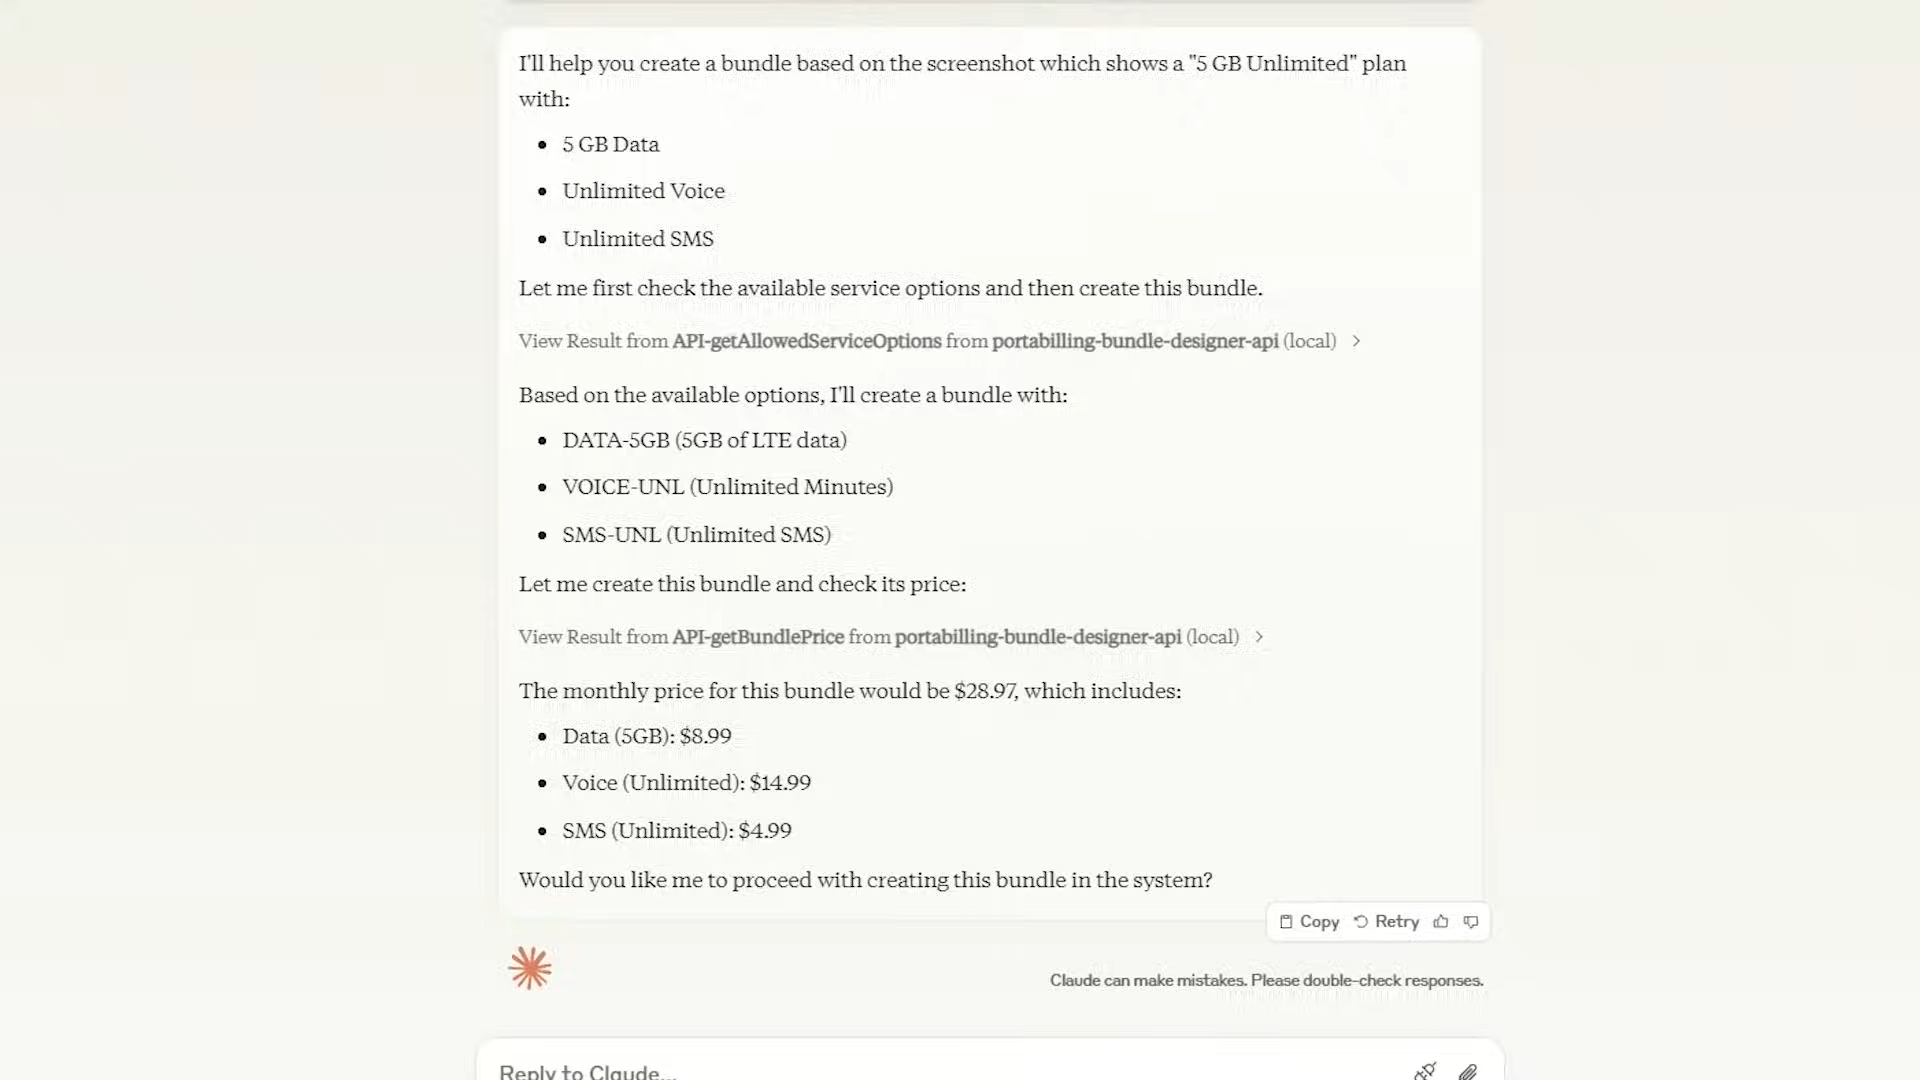 I'll help you create a bundle based on the screenshot which shows a "5 GB Unlimited" plan
with:
• 5 GB Data
• Unlimited Voice
• Unlimited SMS
Let me first check the available service options and then create this bundle.
View Result from API-getAllowedServiceOptions from portabilling-bundle-designer-api (local)
Based on the available options, I'll create a bundle with:
• DATA-5GB (5GB of LTE data)
• VOICE-UNL (Unlimited Minutes)
• SMS-UNL (Unlimited SMS)
Let me create this bundle and check its price:
View Result from API-getBundlePrice from portabilling-bundle-designer-api (local)
The monthly price for this bundle would be $28.97, which includes:
• Data (5GB): $8.99
• Voice (Unlimited): $14.99
• SMS (Unlimited): $4.99
Would you like me to proceed with creating this bundle in the system?
Copy Retry
Claude can make mistakes. Please double-check responses.
Reply to Claude...